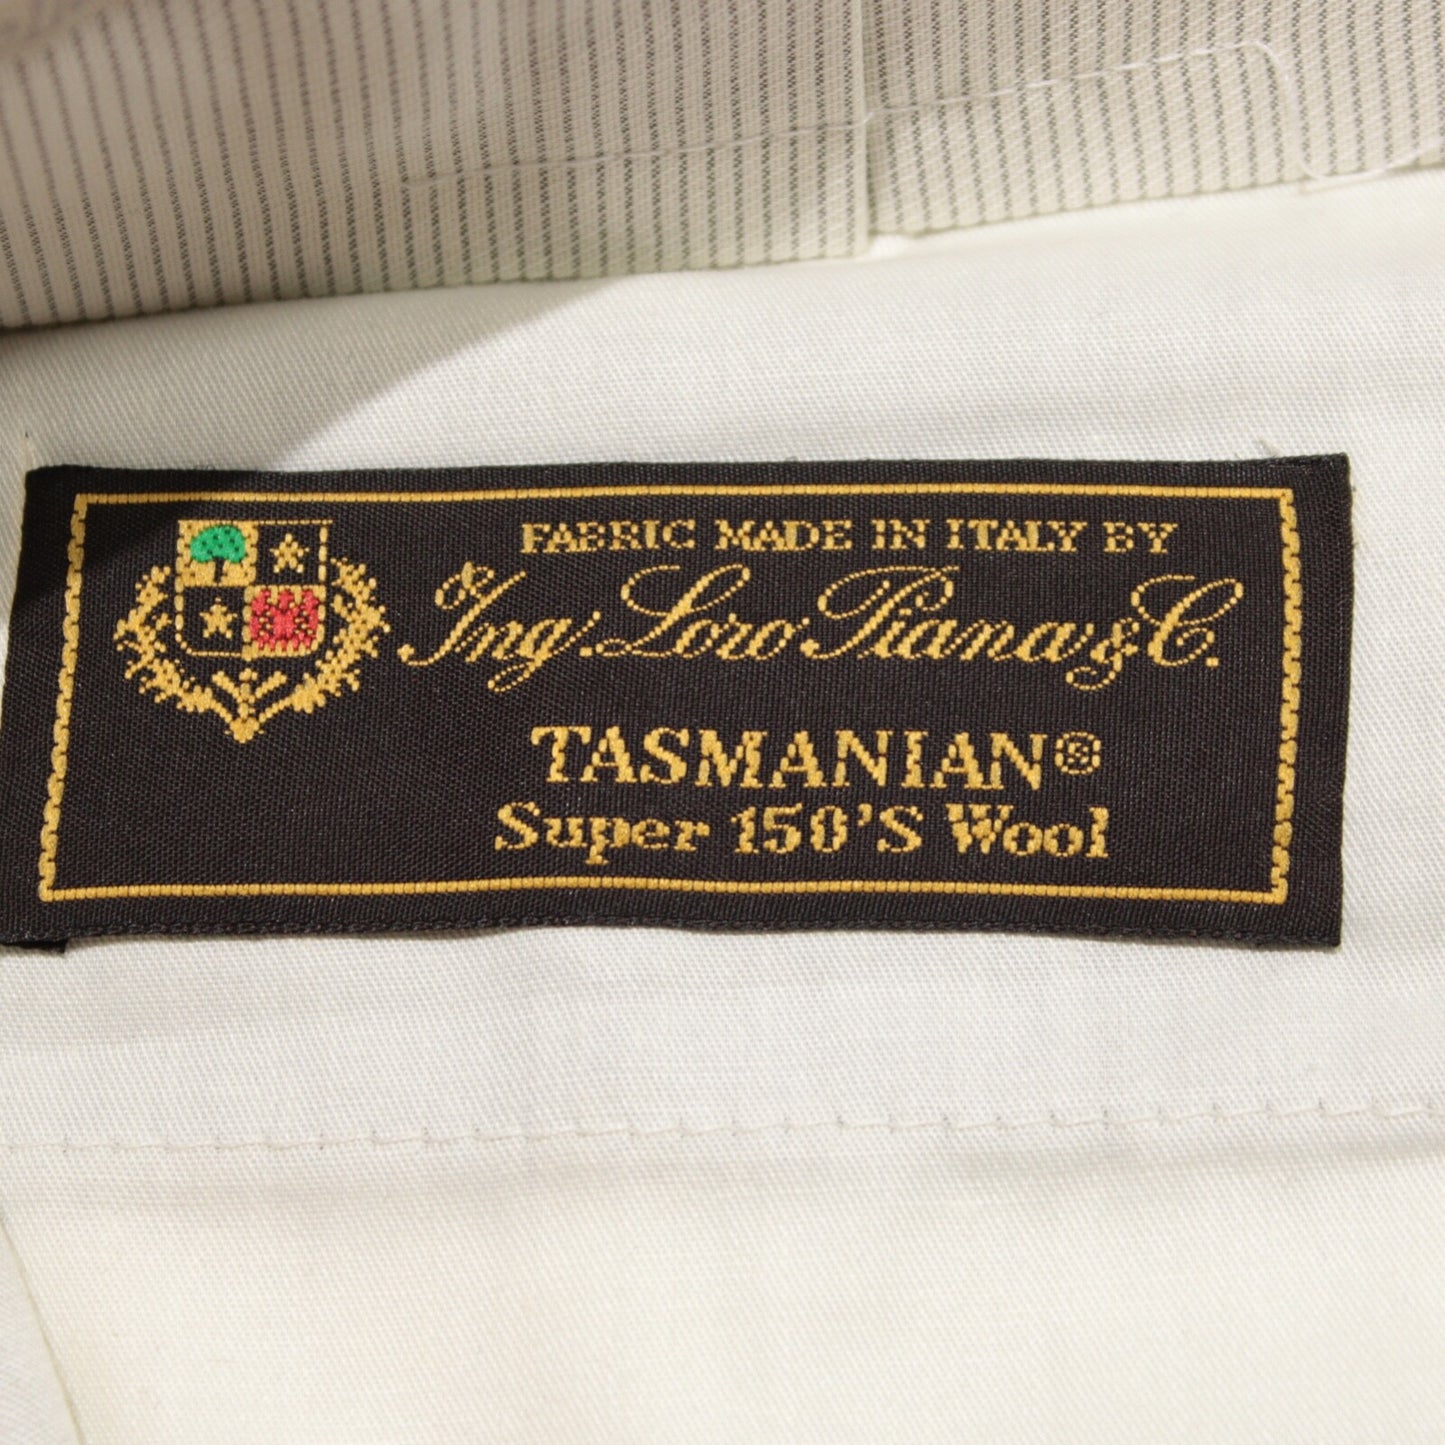 FABRIC MADE IN ITALY BY
Ing. Loro Piana & C.
TASMANIAN®
Super 150'S Wool